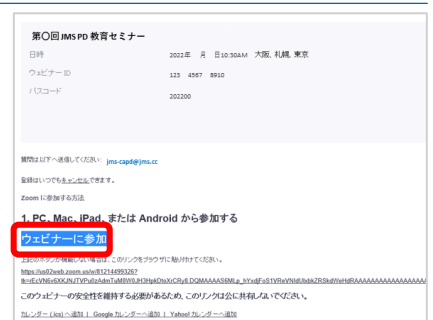 第〇回 JMS PD 教育セミナー
日時 2022年 月 日10:30AM 大阪、札幌、東京
ウェビナー ID 123 4567 8910
パスコード 202200
質問は以下へ送信してください: jms-capd@jms.cc
登録はいつでもキャンセルできます。
Zoom に参加する方法
1. PC、Mac、iPad、または Android から参加する
ウェビナーに参加
上記のボタンが機能しない場合は、このリンクをブラウザに貼り付けてください。
https://us02web.zoom.us/w/81214499326?
このウェビナーの安全性を維持する必要があるため、このリンクは公に共有しないでください。
カレンダー (.ics) へ追加 | Google カレンダーへ追加 | Yahoo! カレンダーへ追加